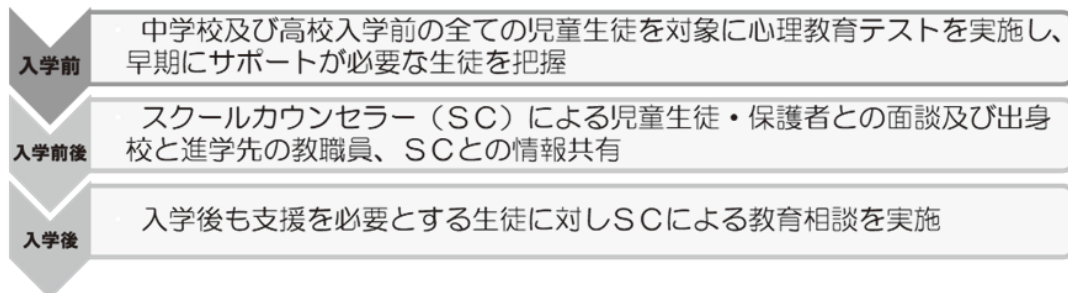 入学前
中学校及び高校入学前の全ての児童生徒を対象に心理教育テストを実施し、
早期にサポートが必要な生徒を把握
入学前後
スクールカウンセラー（ＳＣ）による児童生徒・保護者との面談及び出身
校と進学先の教職員、ＳＣとの情報共有
入学後
入学後も支援を必要とする生徒に対しＳＣによる教育相談を実施